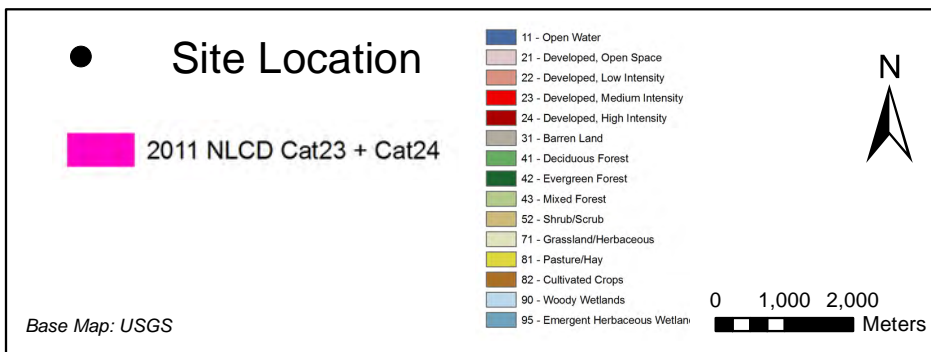 Site Location
2011 NLCD Cat23 + Cat24
Base Map: USGS
11 - Open Water
21 - Developed, Open Space
22 - Developed, Low Intensity
23 - Developed, Medium Intensity
24 - Developed, High Intensity
31 - Barren Land
41 - Deciduous Forest
42 - Evergreen Forest
43 - Mixed Forest
52 - Shrub/Scrub
71 - Grassland/Herbaceous
81 - Pasture/Hay
82 - Cultivated Crops
90 - Woody Wetlands
95 - Emergent Herbaceous Wetlan
N
0 1,000 2,000
Meters